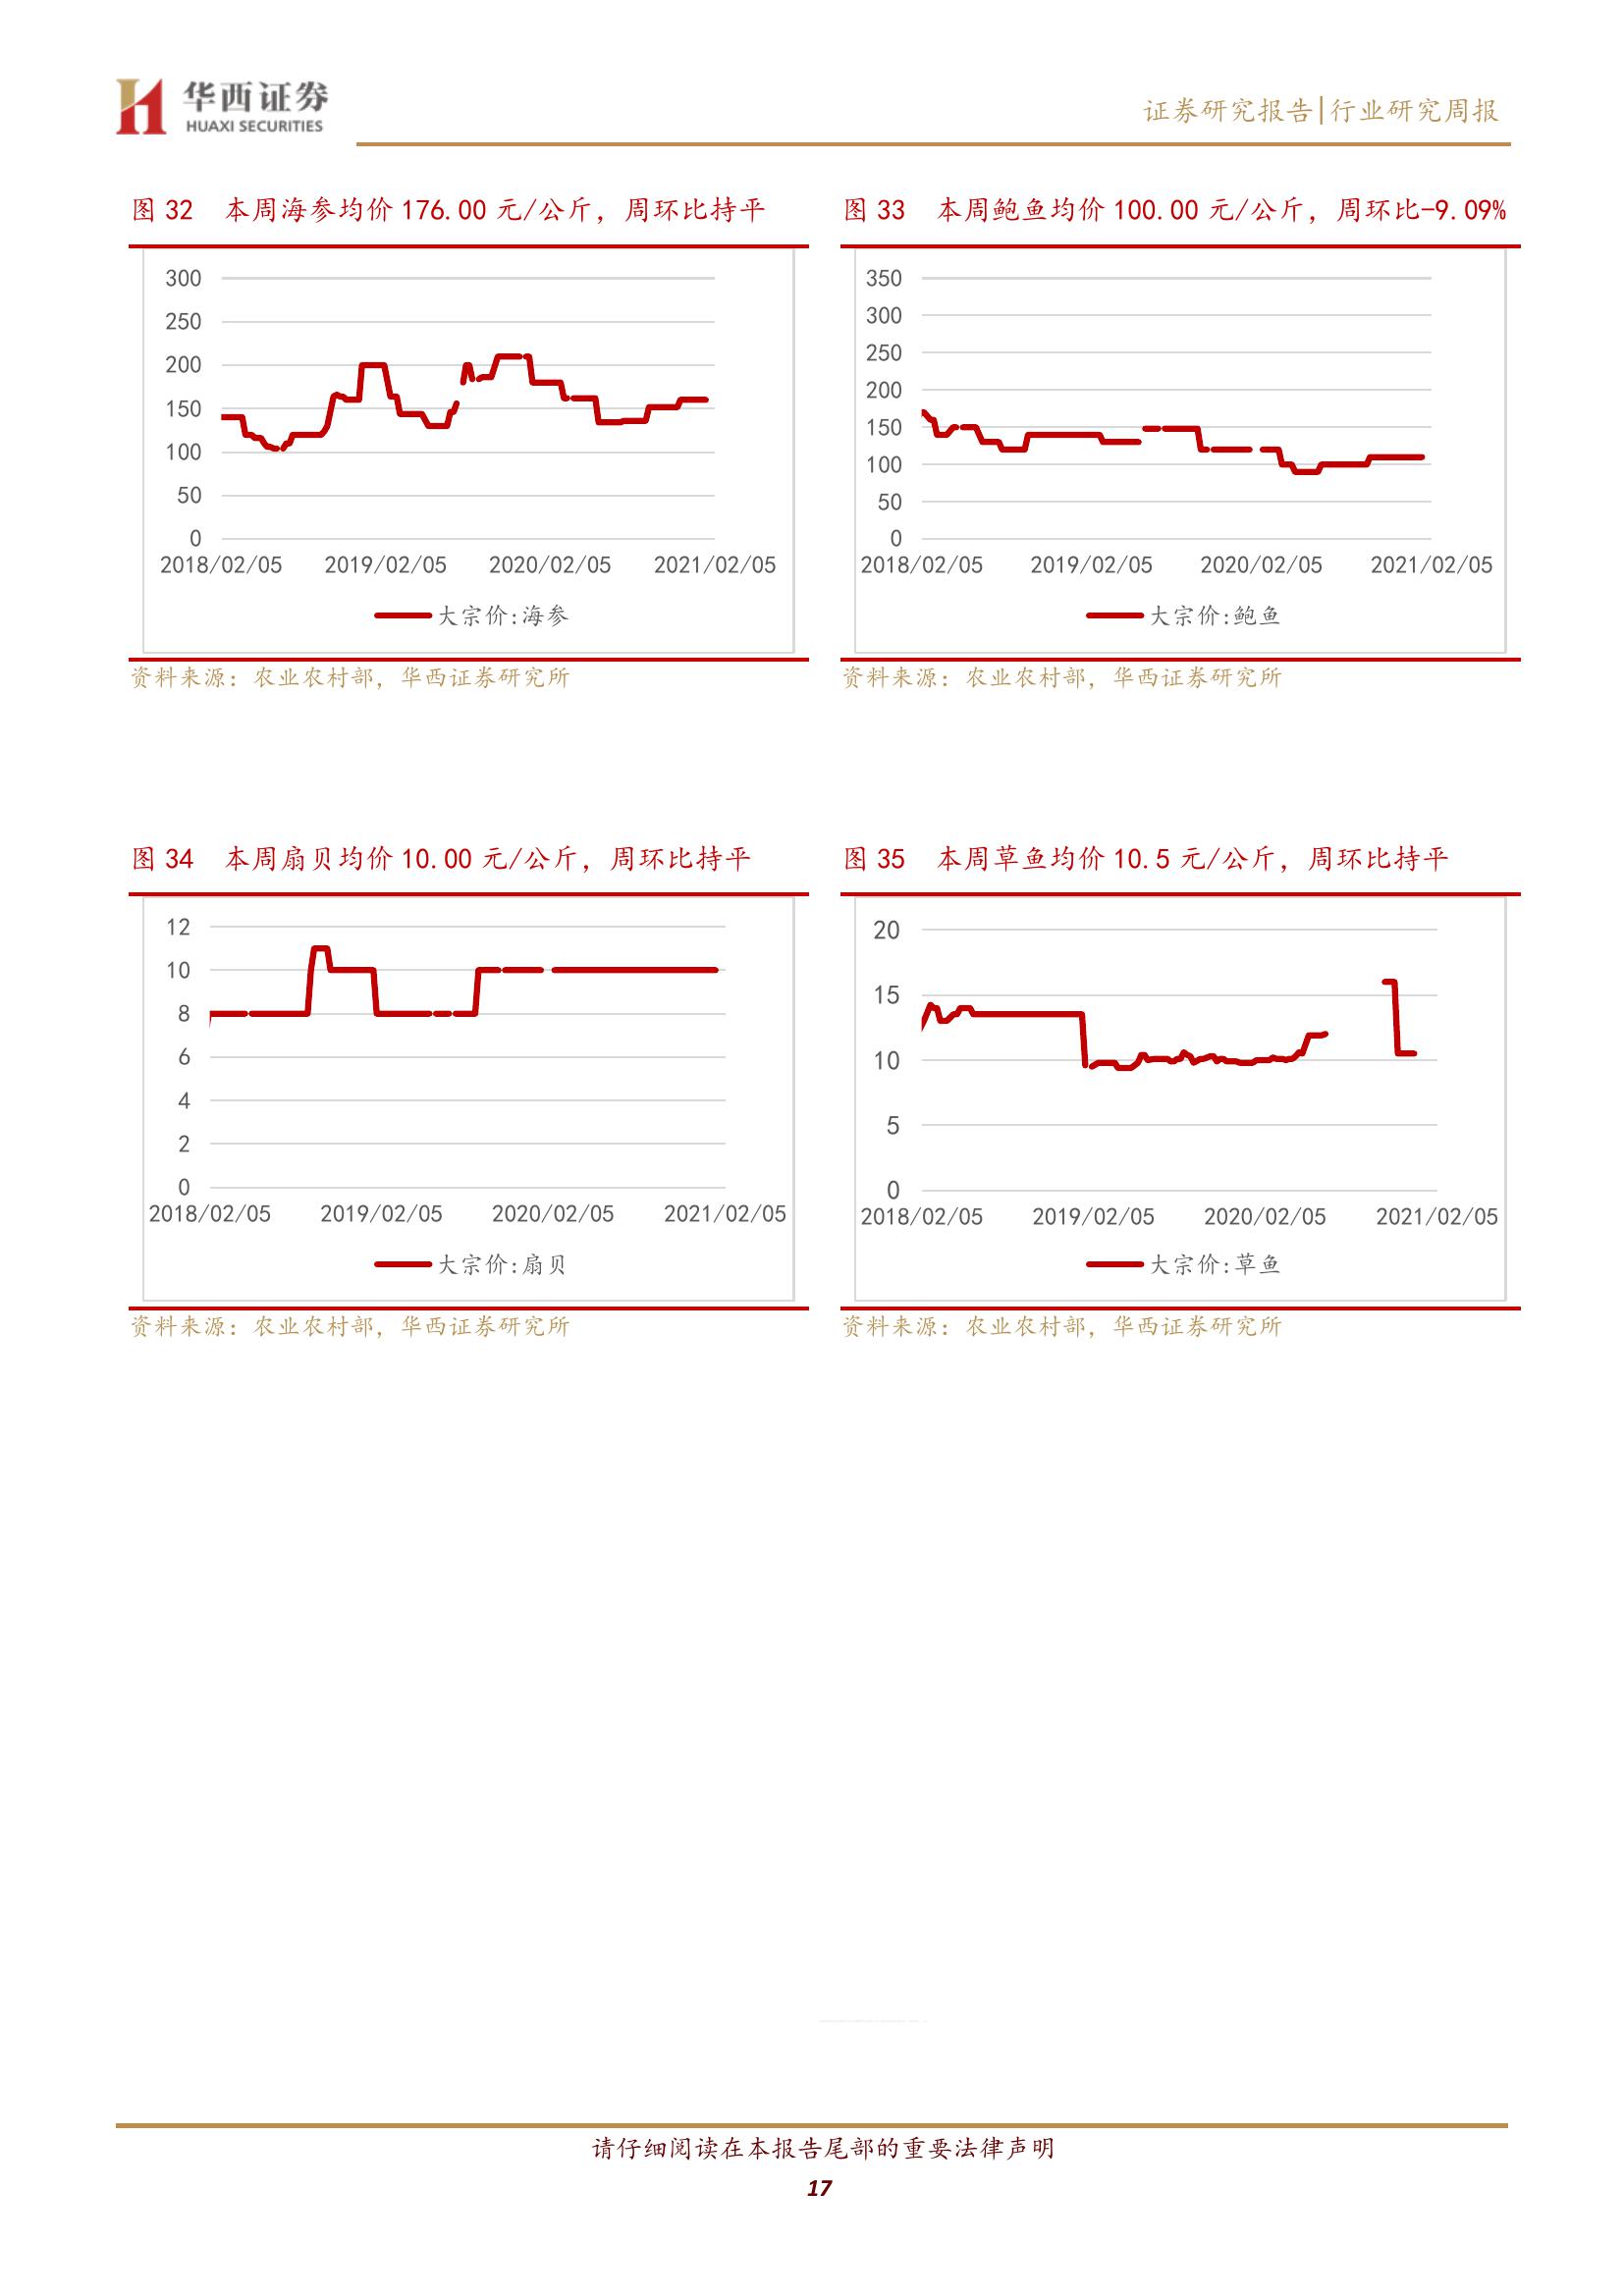 华西证券
HUAXI SECURITIES
证券研究报告|行业研究周报
图 32 本周海参均价 176.00 元/公斤，周环比持平
300
250
200
150
100
50
0
2018/02/05 2019/02/05 2020/02/05 2021/02/05
大宗价:海参
资料来源：农业农村部，华西证券研究所
图 33 本周鲍鱼均价 100.00 元/公斤，周环比-9.09%
350
300
250
200
150
100
50
0
2018/02/05 2019/02/05 2020/02/05 2021/02/05
大宗价:鲍鱼
资料来源：农业农村部，华西证券研究所
图 34 本周扇贝均价 10.00 元/公斤，周环比持平
12
10
8
6
4
2
0
2018/02/05 2019/02/05 2020/02/05 2021/02/05
大宗价:扇贝
资料来源：农业农村部，华西证券研究所
图 35 本周草鱼均价 10.5 元/公斤，周环比持平
20
15
10
5
0
2018/02/05 2019/02/05 2020/02/05 2021/02/05
大宗价:草鱼
资料来源：农业农村部，华西证券研究所
请仔细阅读在本报告尾部的重要法律声明
17